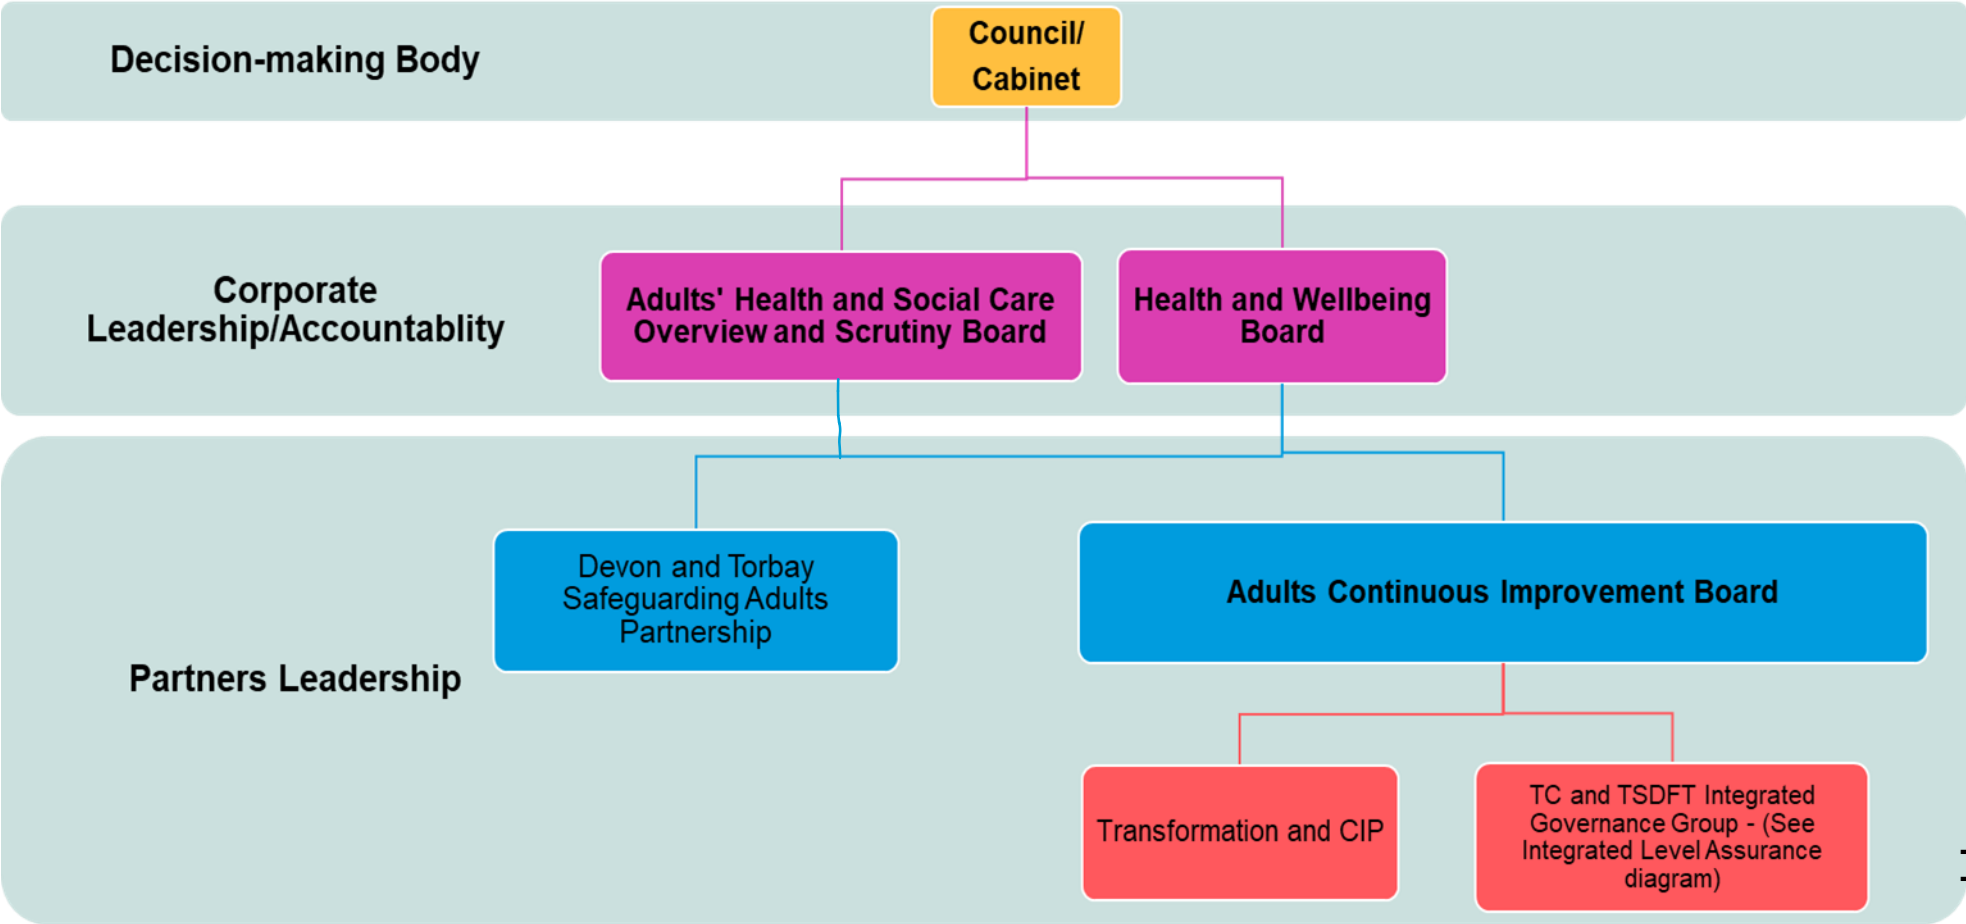 Decision-making Body
Council/
Cabinet
Corporate
Leadership/Accountablity
Adults' Health and Social Care
Overview and Scrutiny Board
Health and Wellbeing
Board
Partners Leadership
Devon and Torbay
Safeguarding Adults
Partnership
Adults Continuous Improvement Board
Transformation and CIP
TC and TSDFT Integrated
Governance Group - (See
Integrated Level Assurance
diagram)